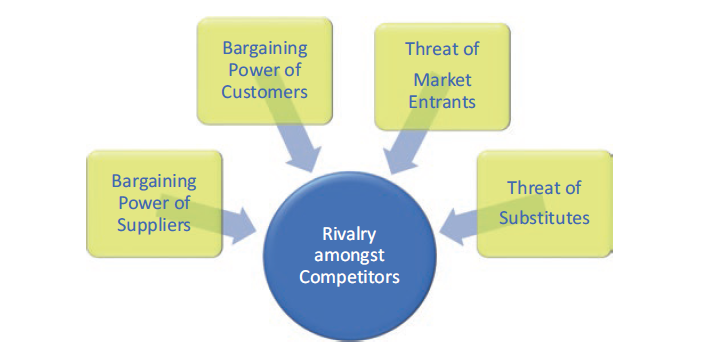 Bargaining
Power of
Customers
Threat of
Market
Entrants
Bargaining
Power of
Suppliers
Threat of
Substitutes
Rivalry
amongst
Competitors